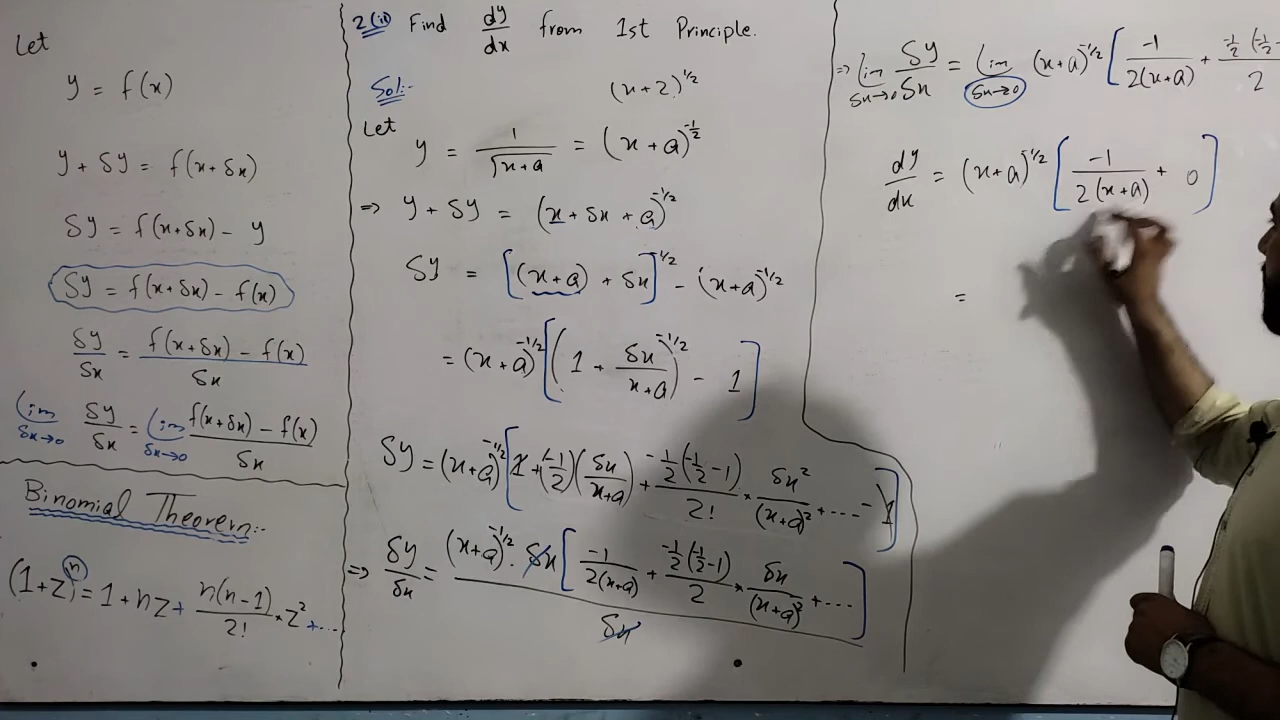 Let
y = f(x)
y + δy = f(x+δx)
δy = f(x+δx) - y
δy = f(x+δx) - f(x)
δy/δx = (f(x+δx) - f(x))/δx
lim δx→0 δy/δx = lim δx→0 (f(x+δx) - f(x))/δx
Binomial Theorem:-
(1+z)^n = 1 + nz + n(n-1)/2! × z² + ...
2(ii) Find dy/dx from 1st Principle.
Sol:-
(x+2)^1/2
Let
y = 1/√(x+a) = (x+a)^-1/2
⇒ y + δy = (x + δx + a)^-1/2
δy = [(x+a) + δx]^-1/2 - (x+a)^-1/2
= (x+a)^-1/2 [(1 + δx/(x+a))^-1/2 - 1]
δy = (x+a)^-1/2 [1 + (-1/2)(δx/(x+a)) + -1/2(-1/2-1)/2! × δx²/(x+a)² + ... - 1]
⇒ δy/δx = (x+a)^-1/2 . δx [-1/2(x+a) + -1/2(-1/2-1)/2 × δx/(x+a)² + ...] / δx
⇒ lim δx→0 δy/δx = lim δx→0 (x+a)^-1/2 [-1/2(x+a) + -1/2(-1/2-/2
dy/dx = (x+a)^-1/2 [-1/2(x+a) + 0]
=